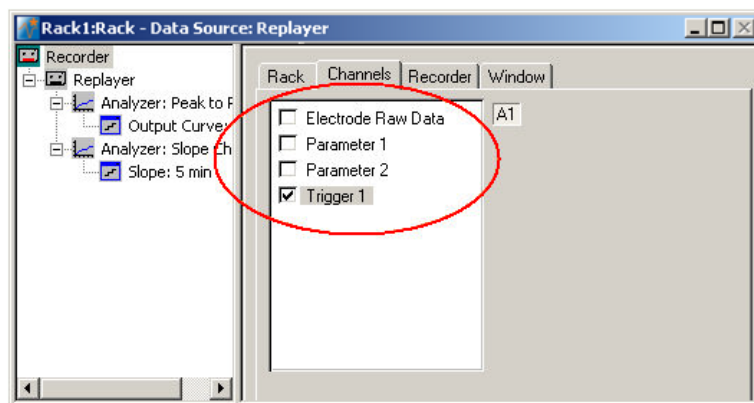 Rack1:Rack - Data Source: Replayer
Recorder
Replayer
Analyzer: Peak to
Output Curve:
Analyzer: Slope Ch
Slope: 5 min
Rack Channels Recorder Window
Electrode Raw Data
Parameter 1
Parameter 2
Trigger 1
A1